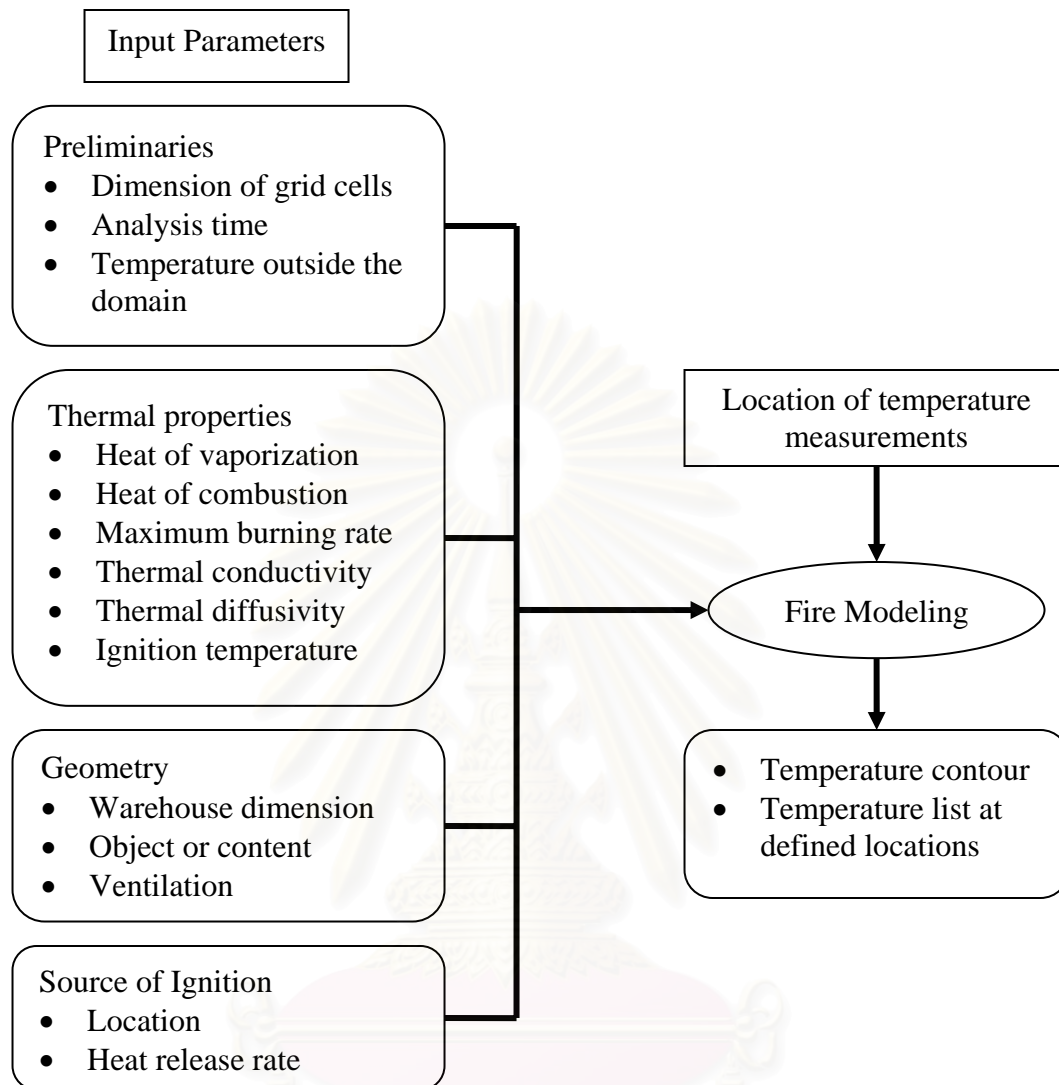 Input Parameters
Preliminaries
• Dimension of grid cells
• Analysis time
• Temperature outside the
domain
Thermal properties
• Heat of vaporization
• Heat of combustion
• Maximum burning rate
• Thermal conductivity
• Thermal diffusivity
• Ignition temperature
Geometry
• Warehouse dimension
• Object or content
• Ventilation
Source of Ignition
• Location
• Heat release rate
Location of temperature
measurements
Fire Modeling
• Temperature contour
• Temperature list at
defined locations